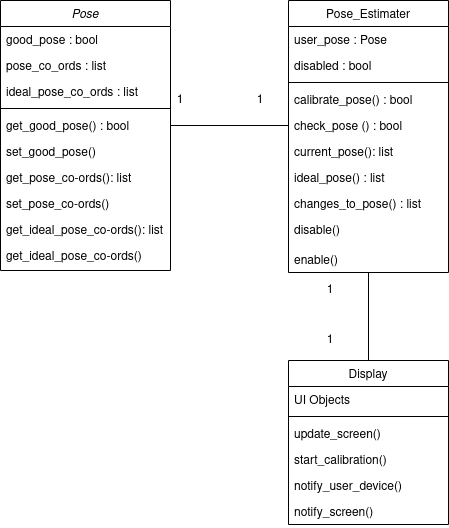 Pose
good_pose : bool
pose_co_ords : list
ideal_pose_co_ords : list
get_good_pose() : bool
set_good_pose()
get_pose_co-ords(): list
set_pose_co-ords()
get_ideal_pose_co-ords(): list
get_ideal_pose_co-ords()
1
1
Pose_Estimater
user_pose : Pose
disabled : bool
calibrate_pose() : bool
check_pose () : bool
current_pose(): list
ideal_pose() : list
changes_to_pose() : list
disable()
enable()
1
1
Display
UI Objects
update_screen()
start_calibration()
notify_user_device()
notify_screen()